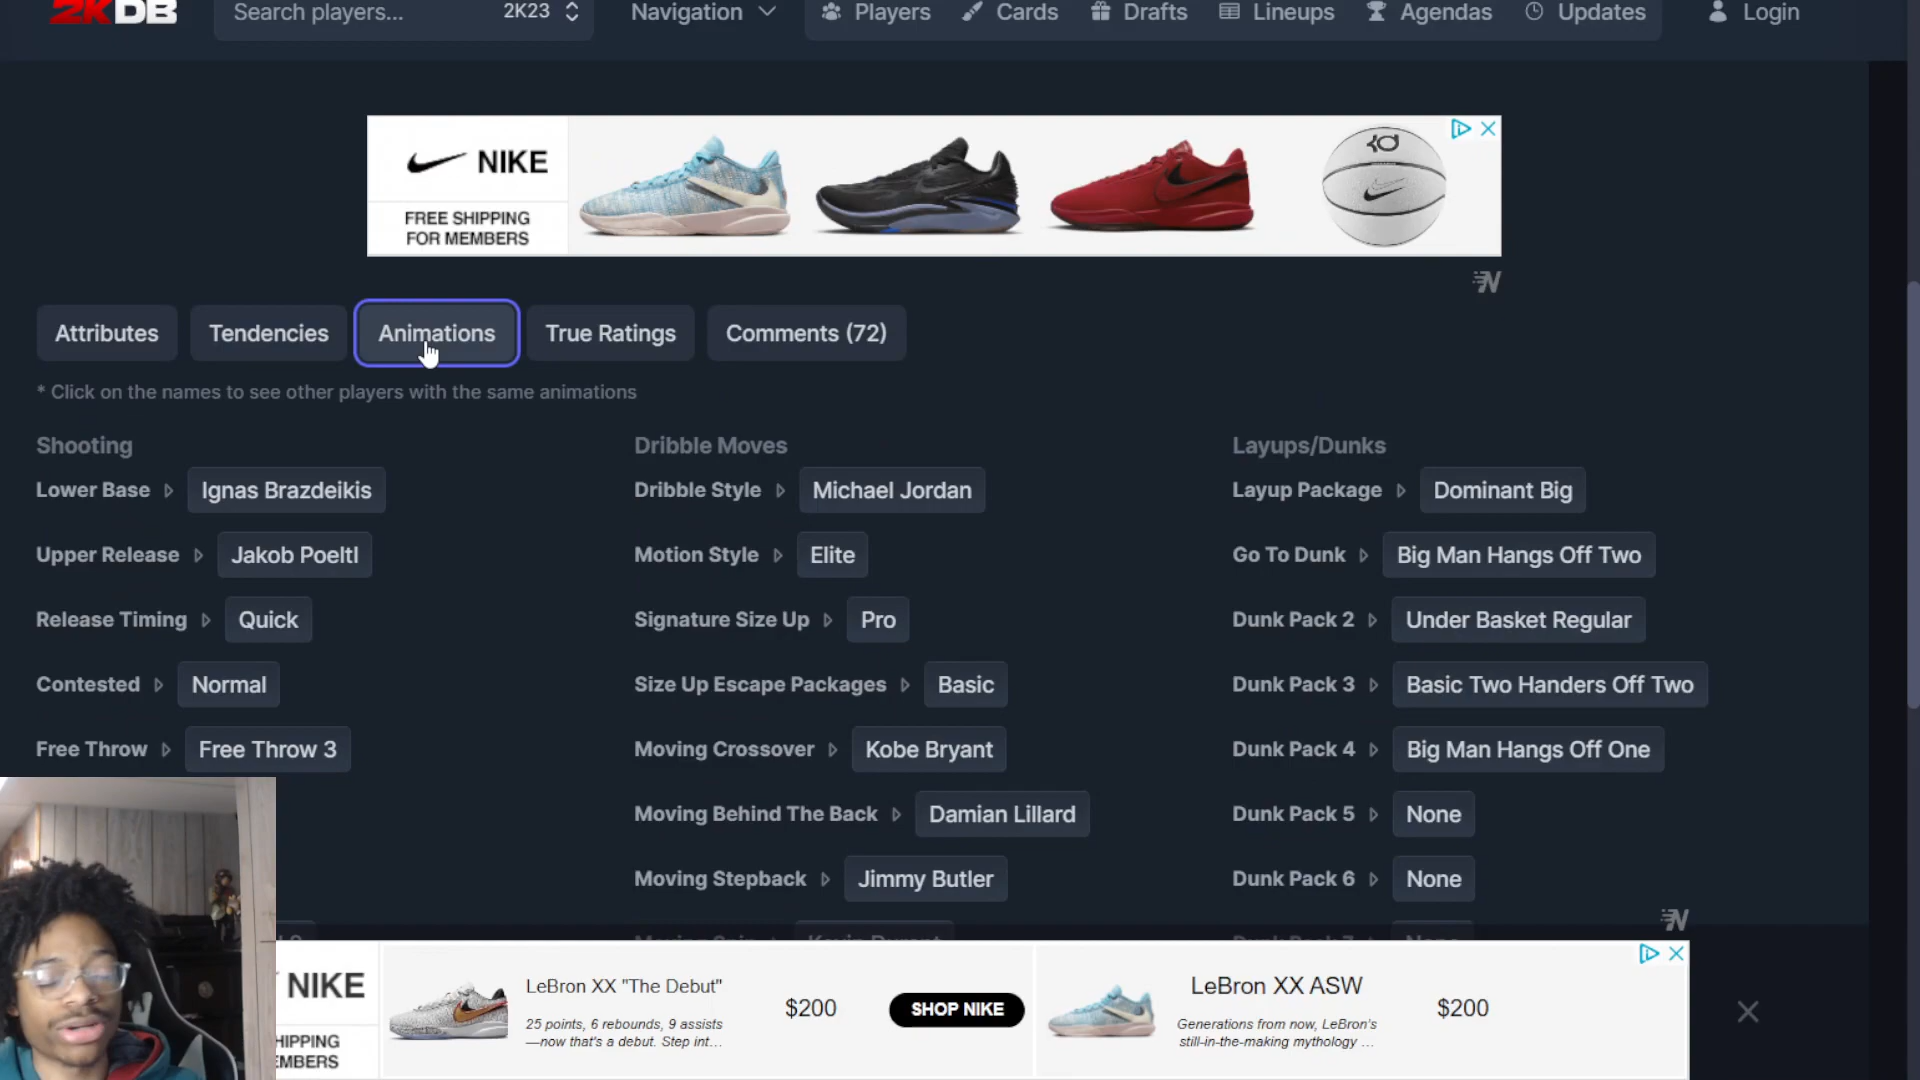 2KDB
Search players...
2K23
Navigation
Players
Cards
Drafts
Lineups
Agendas
Updates
Login
NIKE
FREE SHIPPING
FOR MEMBERS
Attributes
Tendencies
Animations
True Ratings
Comments (72)
* Click on the names to see other players with the same animations
Shooting
Lower Base Ignas Brazdeikis
Upper Release Jakob Poeltl
Release Timing Quick
Contested Normal
Free Throw Free Throw 3
Dribble Moves
Dribble Style Michael Jordan
Motion Style Elite
Signature Size Up Pro
Size Up Escape Packages Basic
Moving Crossover Kobe Bryant
Moving Behind The Back Damian Lillard
Moving Stepback Jimmy Butler
Layups/Dunks
Layup Package Dominant Big
Go To Dunk Big Man Hangs Off Two
Dunk Pack 2 Under Basket Regular
Dunk Pack 3 Basic Two Handers Off Two
Dunk Pack 4 Big Man Hangs Off One
Dunk Pack 5 None
Dunk Pack 6 None
NIKE
HIPPING
EMBERS
LeBron XX "The Debut"
25 points, 6 rebounds, 9 assists
—now that's a debut. Step int...
$200
SHOP NIKE
LeBron XX ASW
Generations from now, LeBron's
still-in-the-making mythology ...
$200